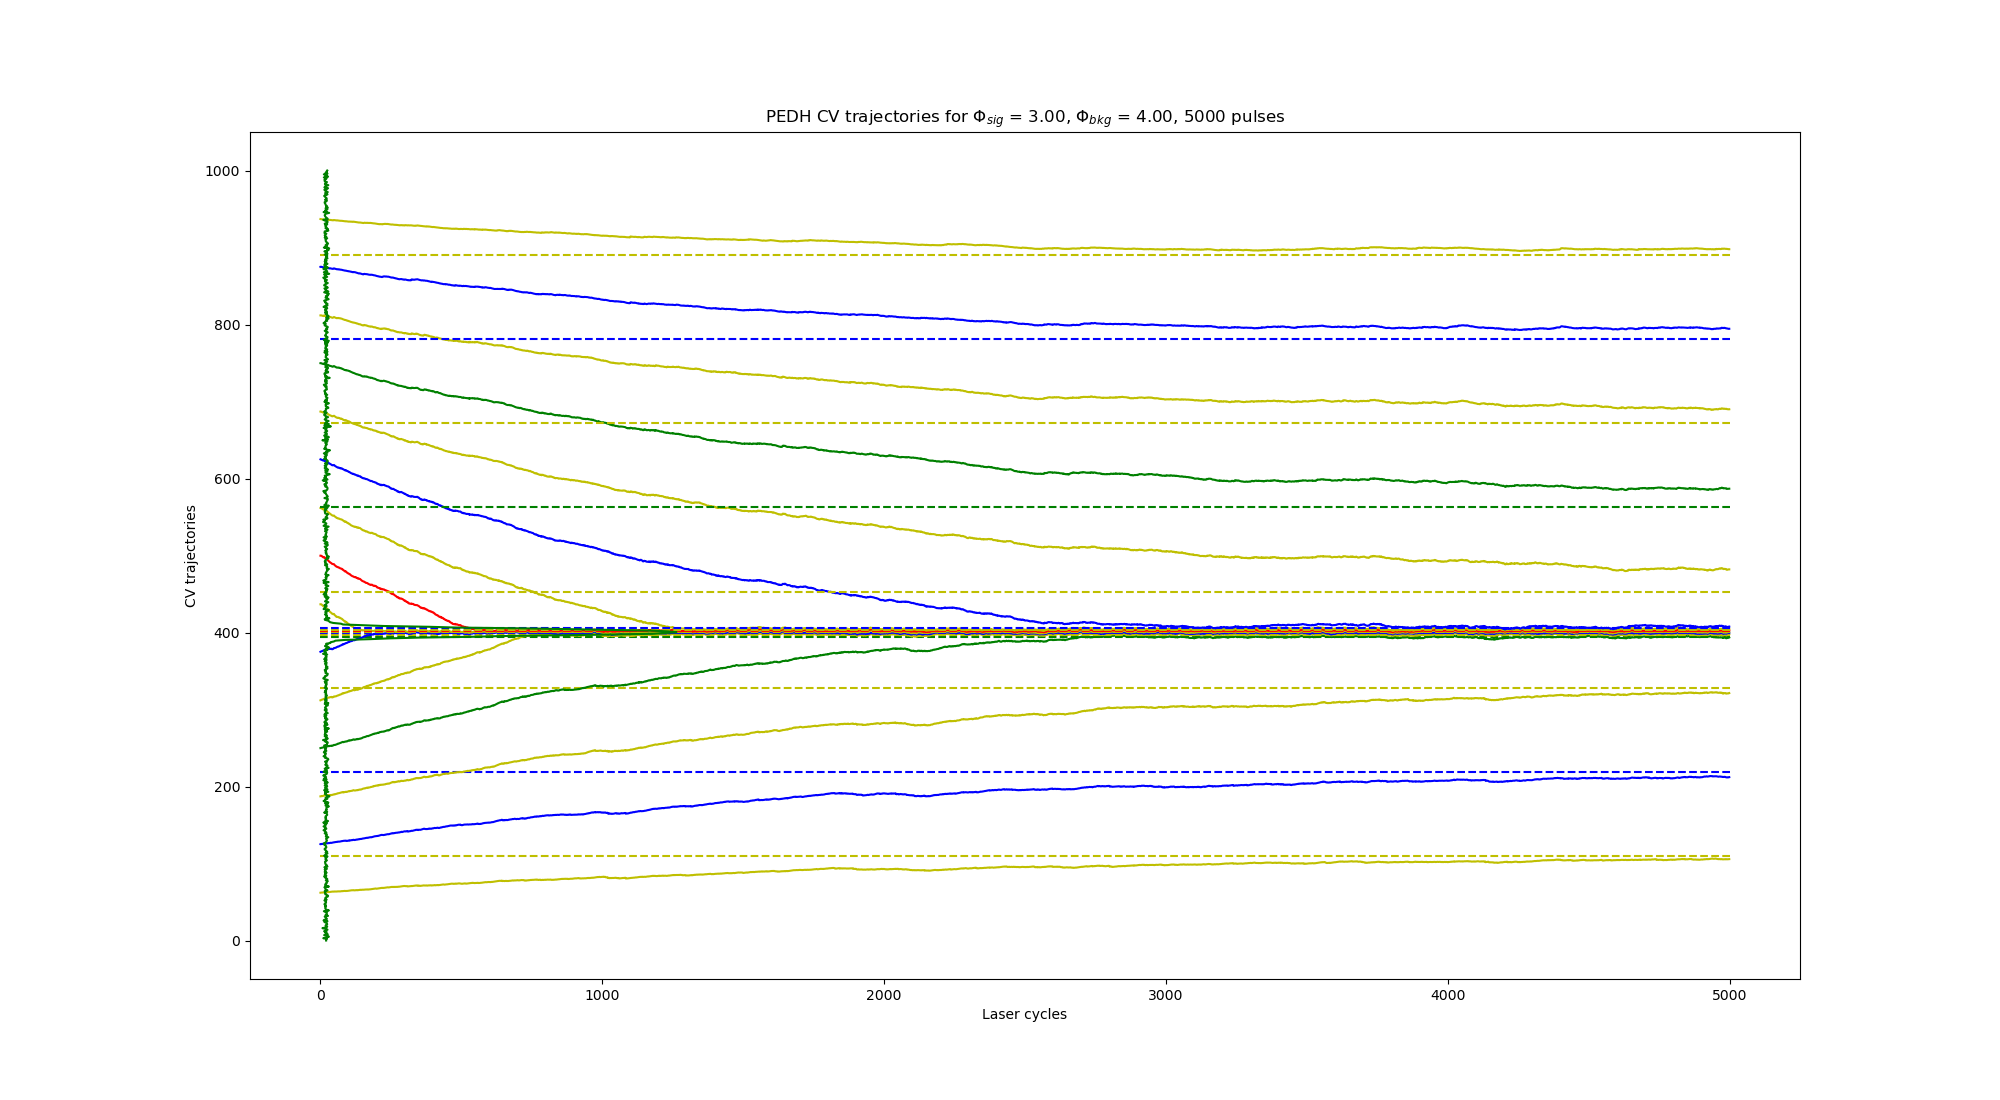 PEDH CV trajectories for Φsig = 3.00, Φbkg = 4.00, 5000 pulses
1000
800
600
400
200
0
CV trajectories
0 1000 2000 3000 4000 5000
Laser cycles